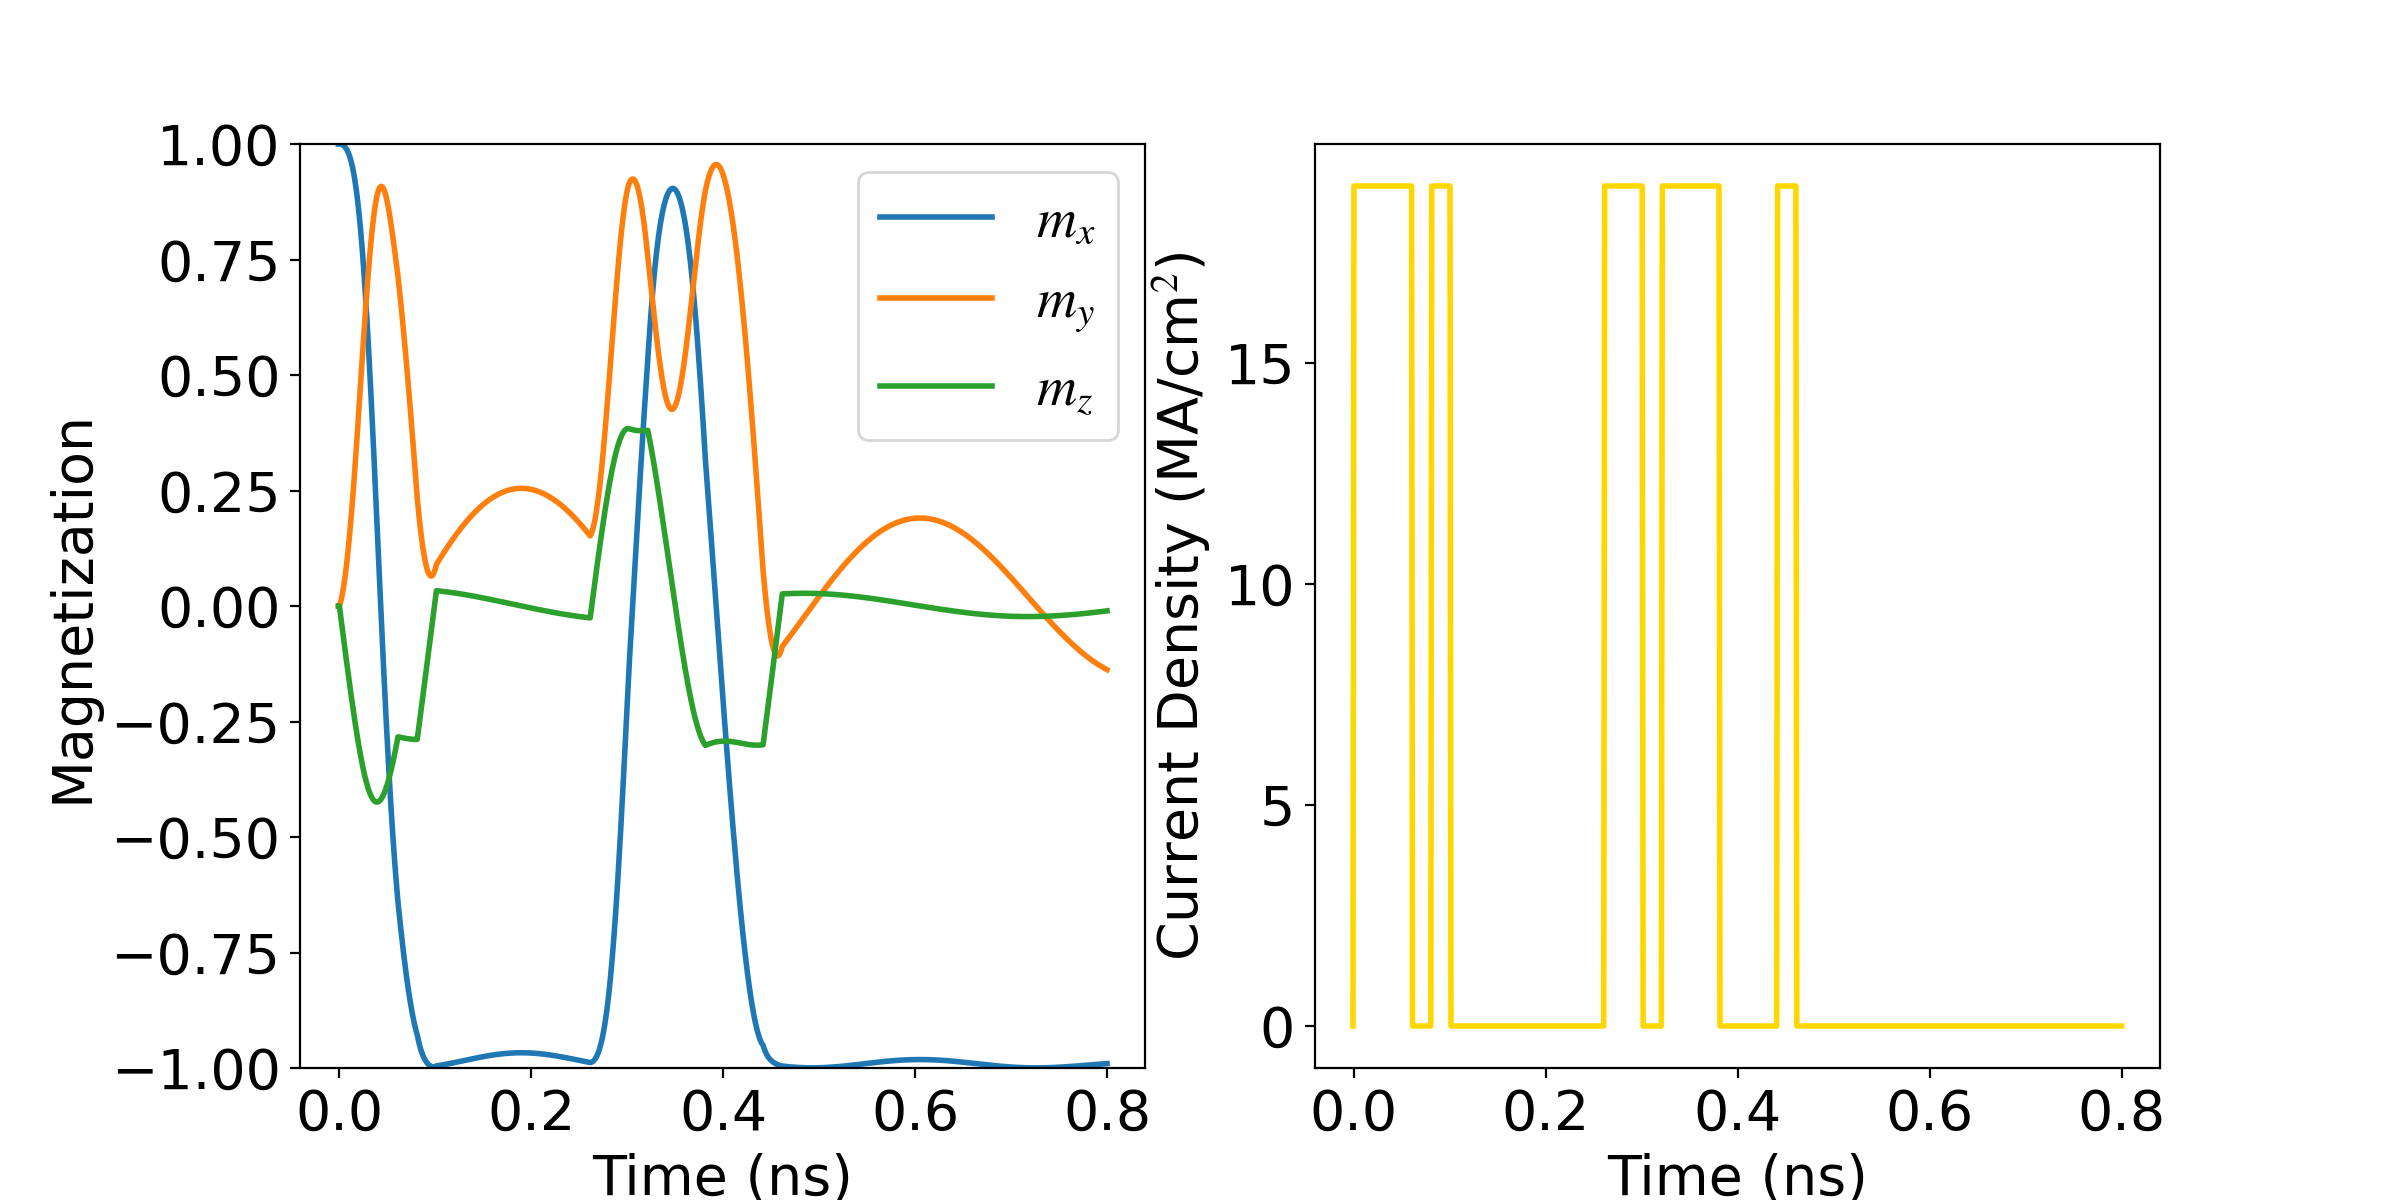 Magnetization
1.00
0.75
0.50
0.25
0.00
−0.25
−0.50
−0.75
−1.00
0.0 0.2 0.4 0.6 0.8
Time (ns)
m_x
m_y
m_z
Current Density (MA/cm²)
15
10
5
0
0.0 0.2 0.4 0.6 0.8
Time (ns)